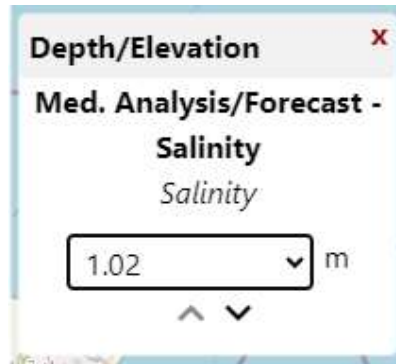 Depth/Elevation x
Med. Analysis/Forecast -
Salinity
Salinity
1.02 m